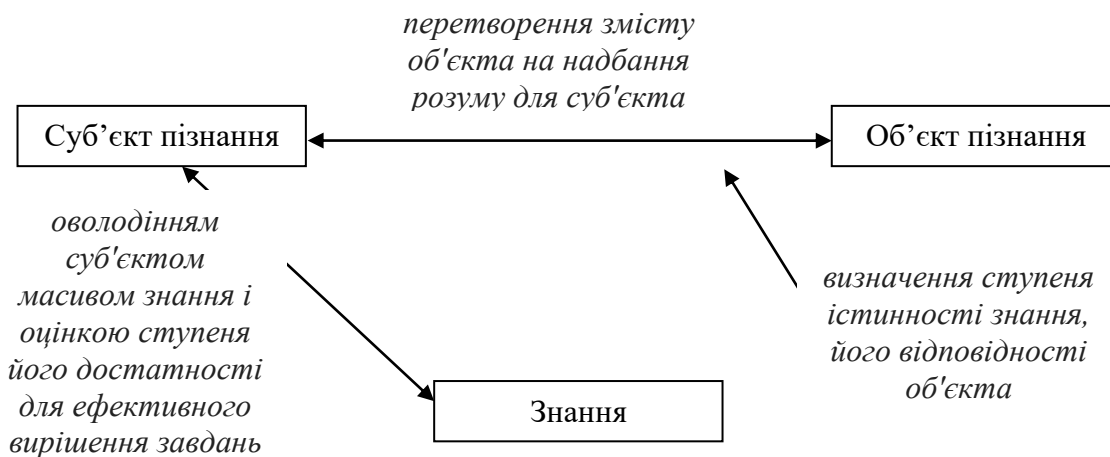 перетворення змісту
об'єкта на надбання
розуму для суб'єкта
Суб’єкт пізнання
Об’єкт пізнання
оволодінням
суб'єктом
масивом знання і
оцінкою ступеня
його достатності
для ефективного
вирішення завдань
визначення ступеня
істинності знання,
його відповідності
об'єкта
Знання